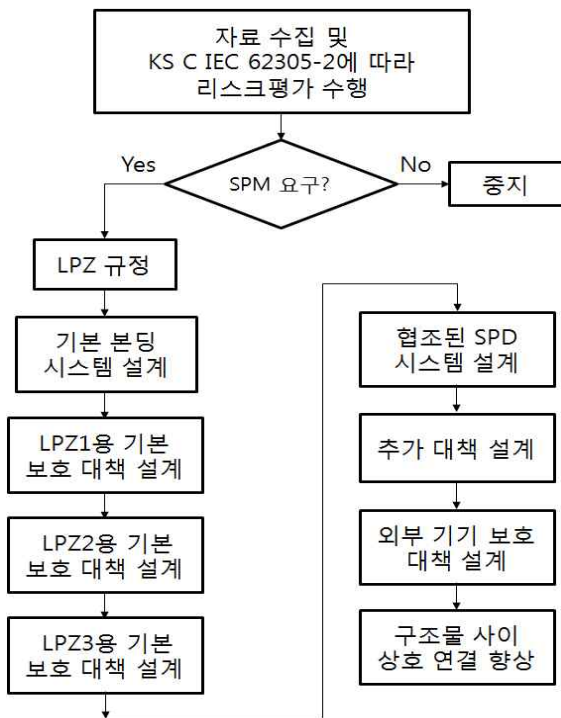 자료 수집 및
KS C IEC 62305-2에 따라
리스크평가 수행
Yes
SPM 요구?
No
중지
LPZ 규정
기본 본딩
시스템 설계
LPZ1용 기본
보호 대책 설계
LPZ2용 기본
보호 대책 설계
LPZ3용 기본
보호 대책 설계
협조된 SPD
시스템 설계
추가 대책 설계
외부 기기 보호
대책 설계
구조물 사이
상호 연결 향상